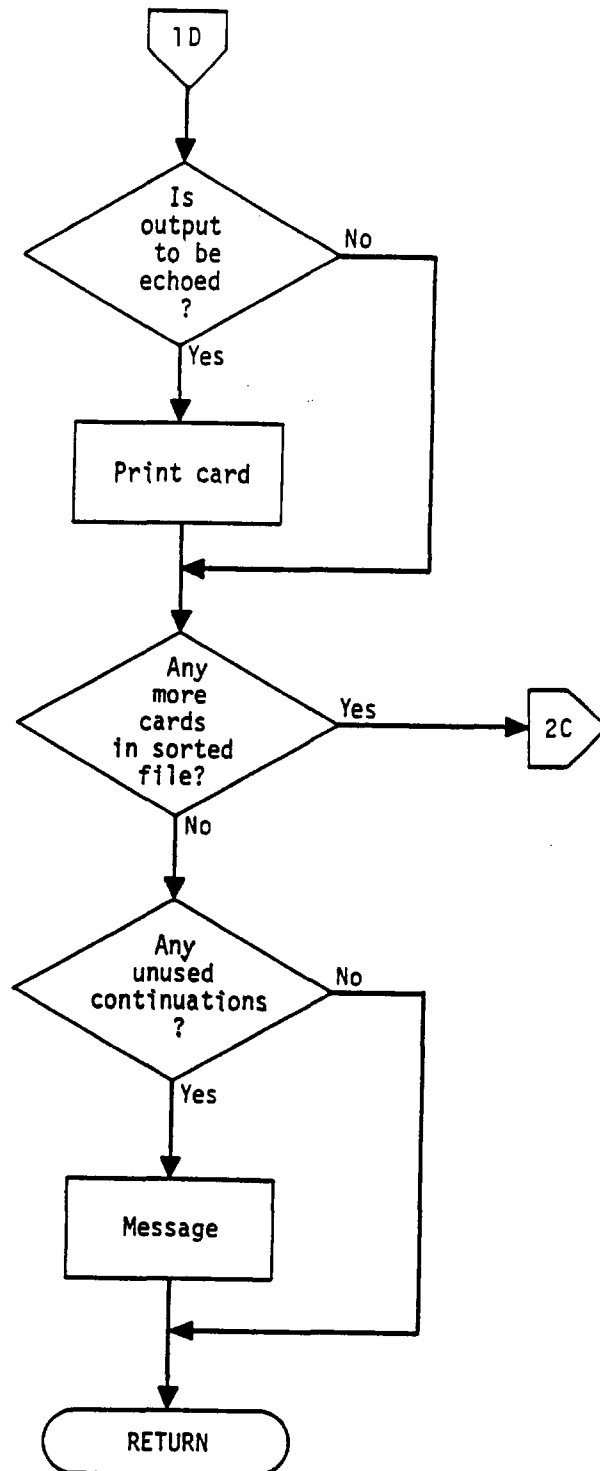 1D
Is
output
to be
echoed
?
No
Yes
Print card
Any
more
cards
in sorted
file?
Yes
2C
No
Any
unused
continuations
?
No
Yes
Message
RETURN